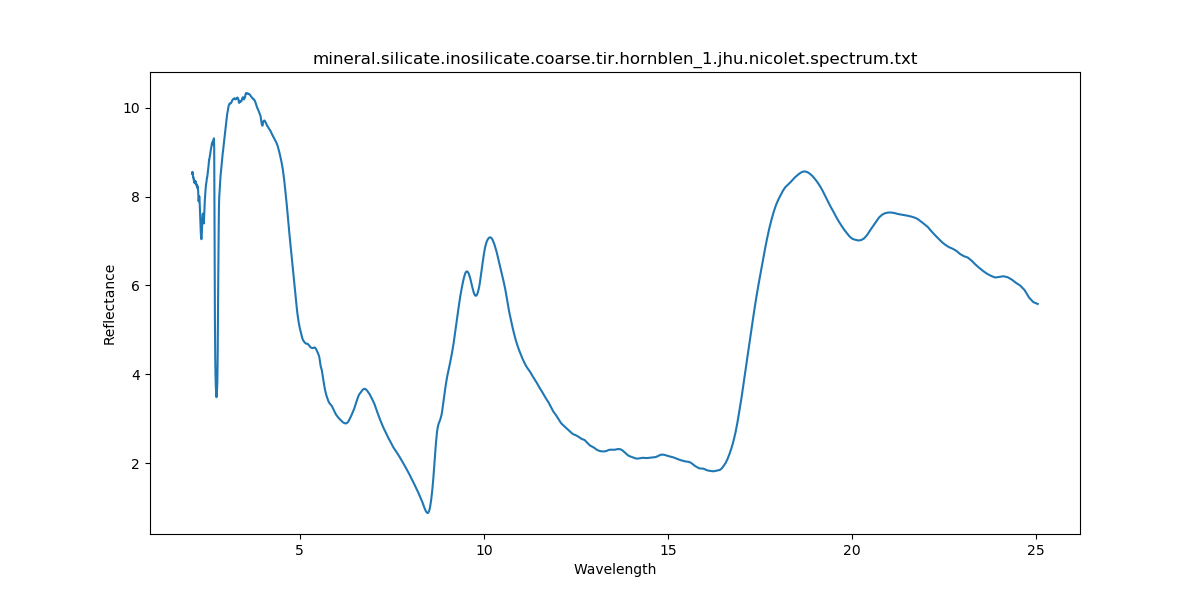 mineral.silicate.inosilicate.coarse.tir.hornblen_1.jhu.nicolet.spectrum.txt
10
8
6
4
2
Reflectance
5 10 15 20 25
Wavelength